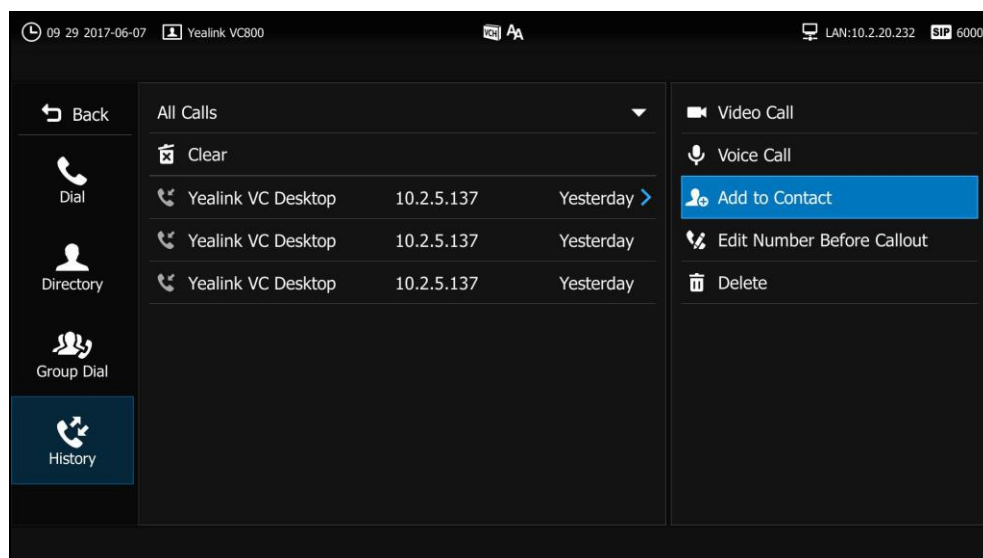 09 29 2017-06-07 Yealink VC800 VCH AA LAN:10.2.20.232 SIP 6000
Back
Dial
Directory
Group Dial
History
All Calls
Clear
Yealink VC Desktop 10.2.5.137 Yesterday
Yealink VC Desktop 10.2.5.137 Yesterday
Yealink VC Desktop 10.2.5.137 Yesterday
Video Call
Voice Call
Add to Contact
Edit Number Before Callout
Delete